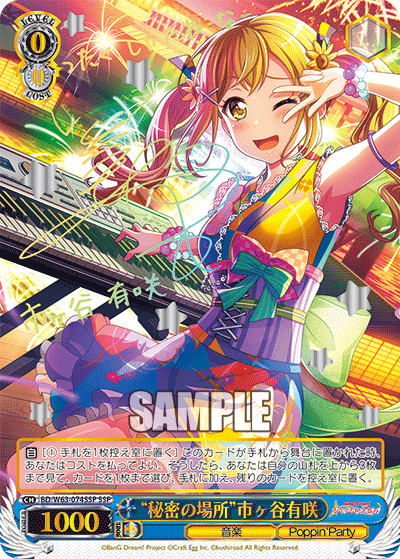 LEVEL
0
0
COST
市ヶ谷 有咲
SAMPLE
自 [① 手札を1枚控え室に置く] このカードが手札から舞台に置かれた時、
あなたはコストを払ってよい。そうしたら、あなたは自分の山札を上から3枚
まで見て、カードを1枚まで選び、手札に加え、残りのカードを控え室に置く。
CH BD/W63-074SSP SSP
POWER
1000
“秘密の場所”市ヶ谷有咲
音楽
Poppin'Party
©BanG Dream! Project ©Craft Egg Inc. ©bushiroad All Rights Reserved.